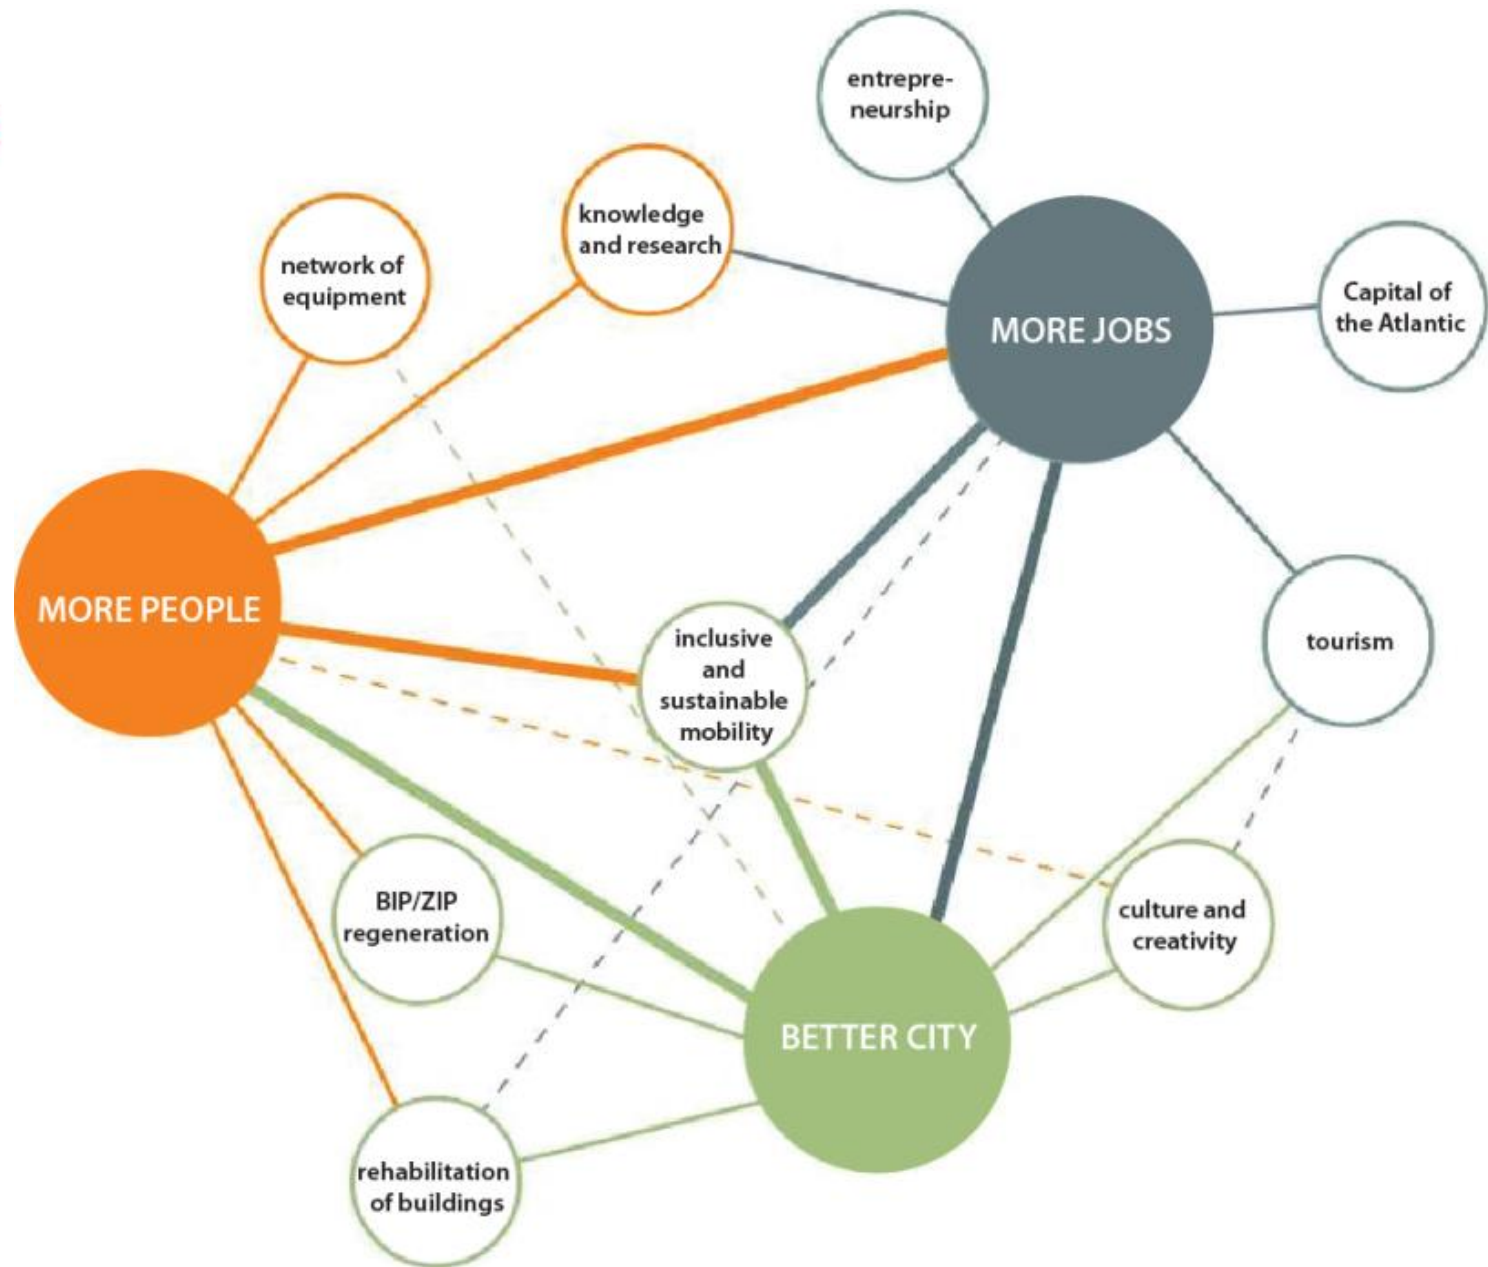 entrepre-
neurship
knowledge
and research
network of
equipment
Capital of
the Atlantic
MORE JOBS
MORE PEOPLE
inclusive
and
sustainable
mobility
tourism
BIP/ZIP
regeneration
culture and
creativity
BETTER CITY
rehabilitation
of buildings